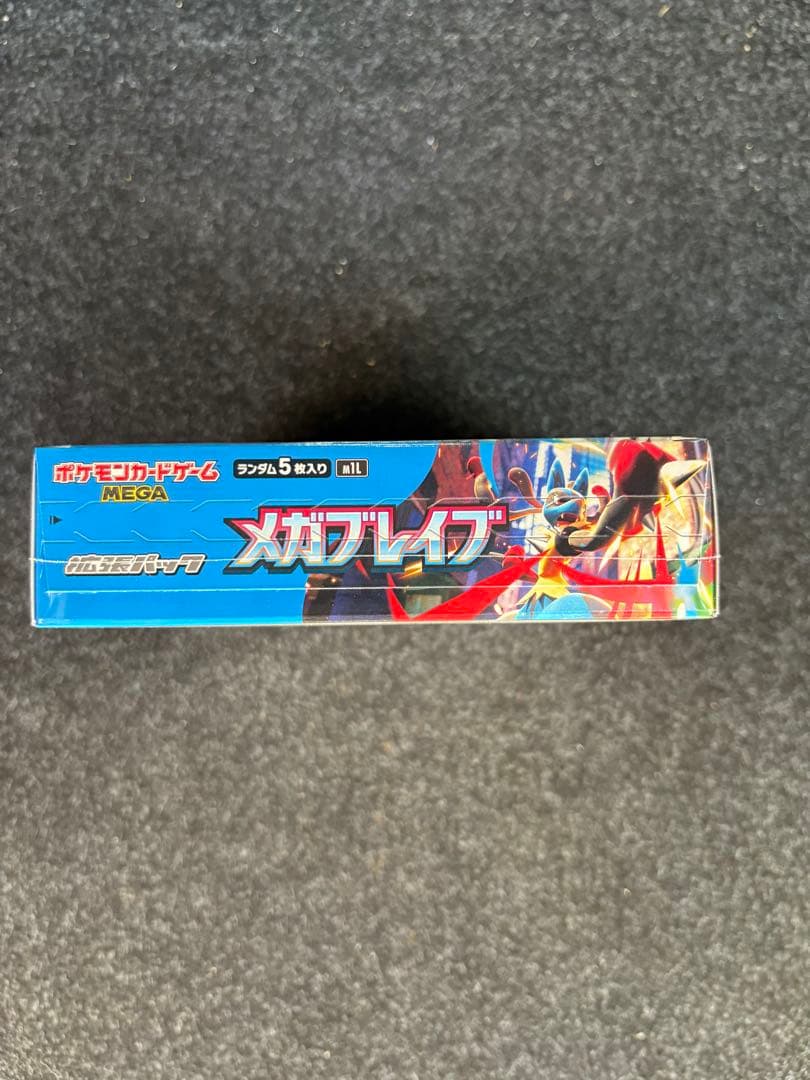 ポケモンカードゲーム
MEGA
ランダム5枚入り M1L
拡張パック
メガブレイブ